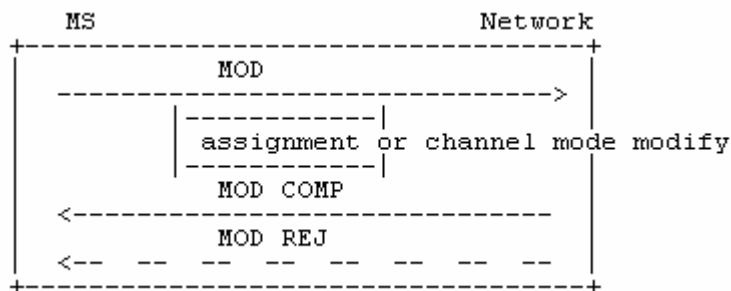 MS Network
MOD
assignment or channel mode modify
MOD COMP
MOD REJ